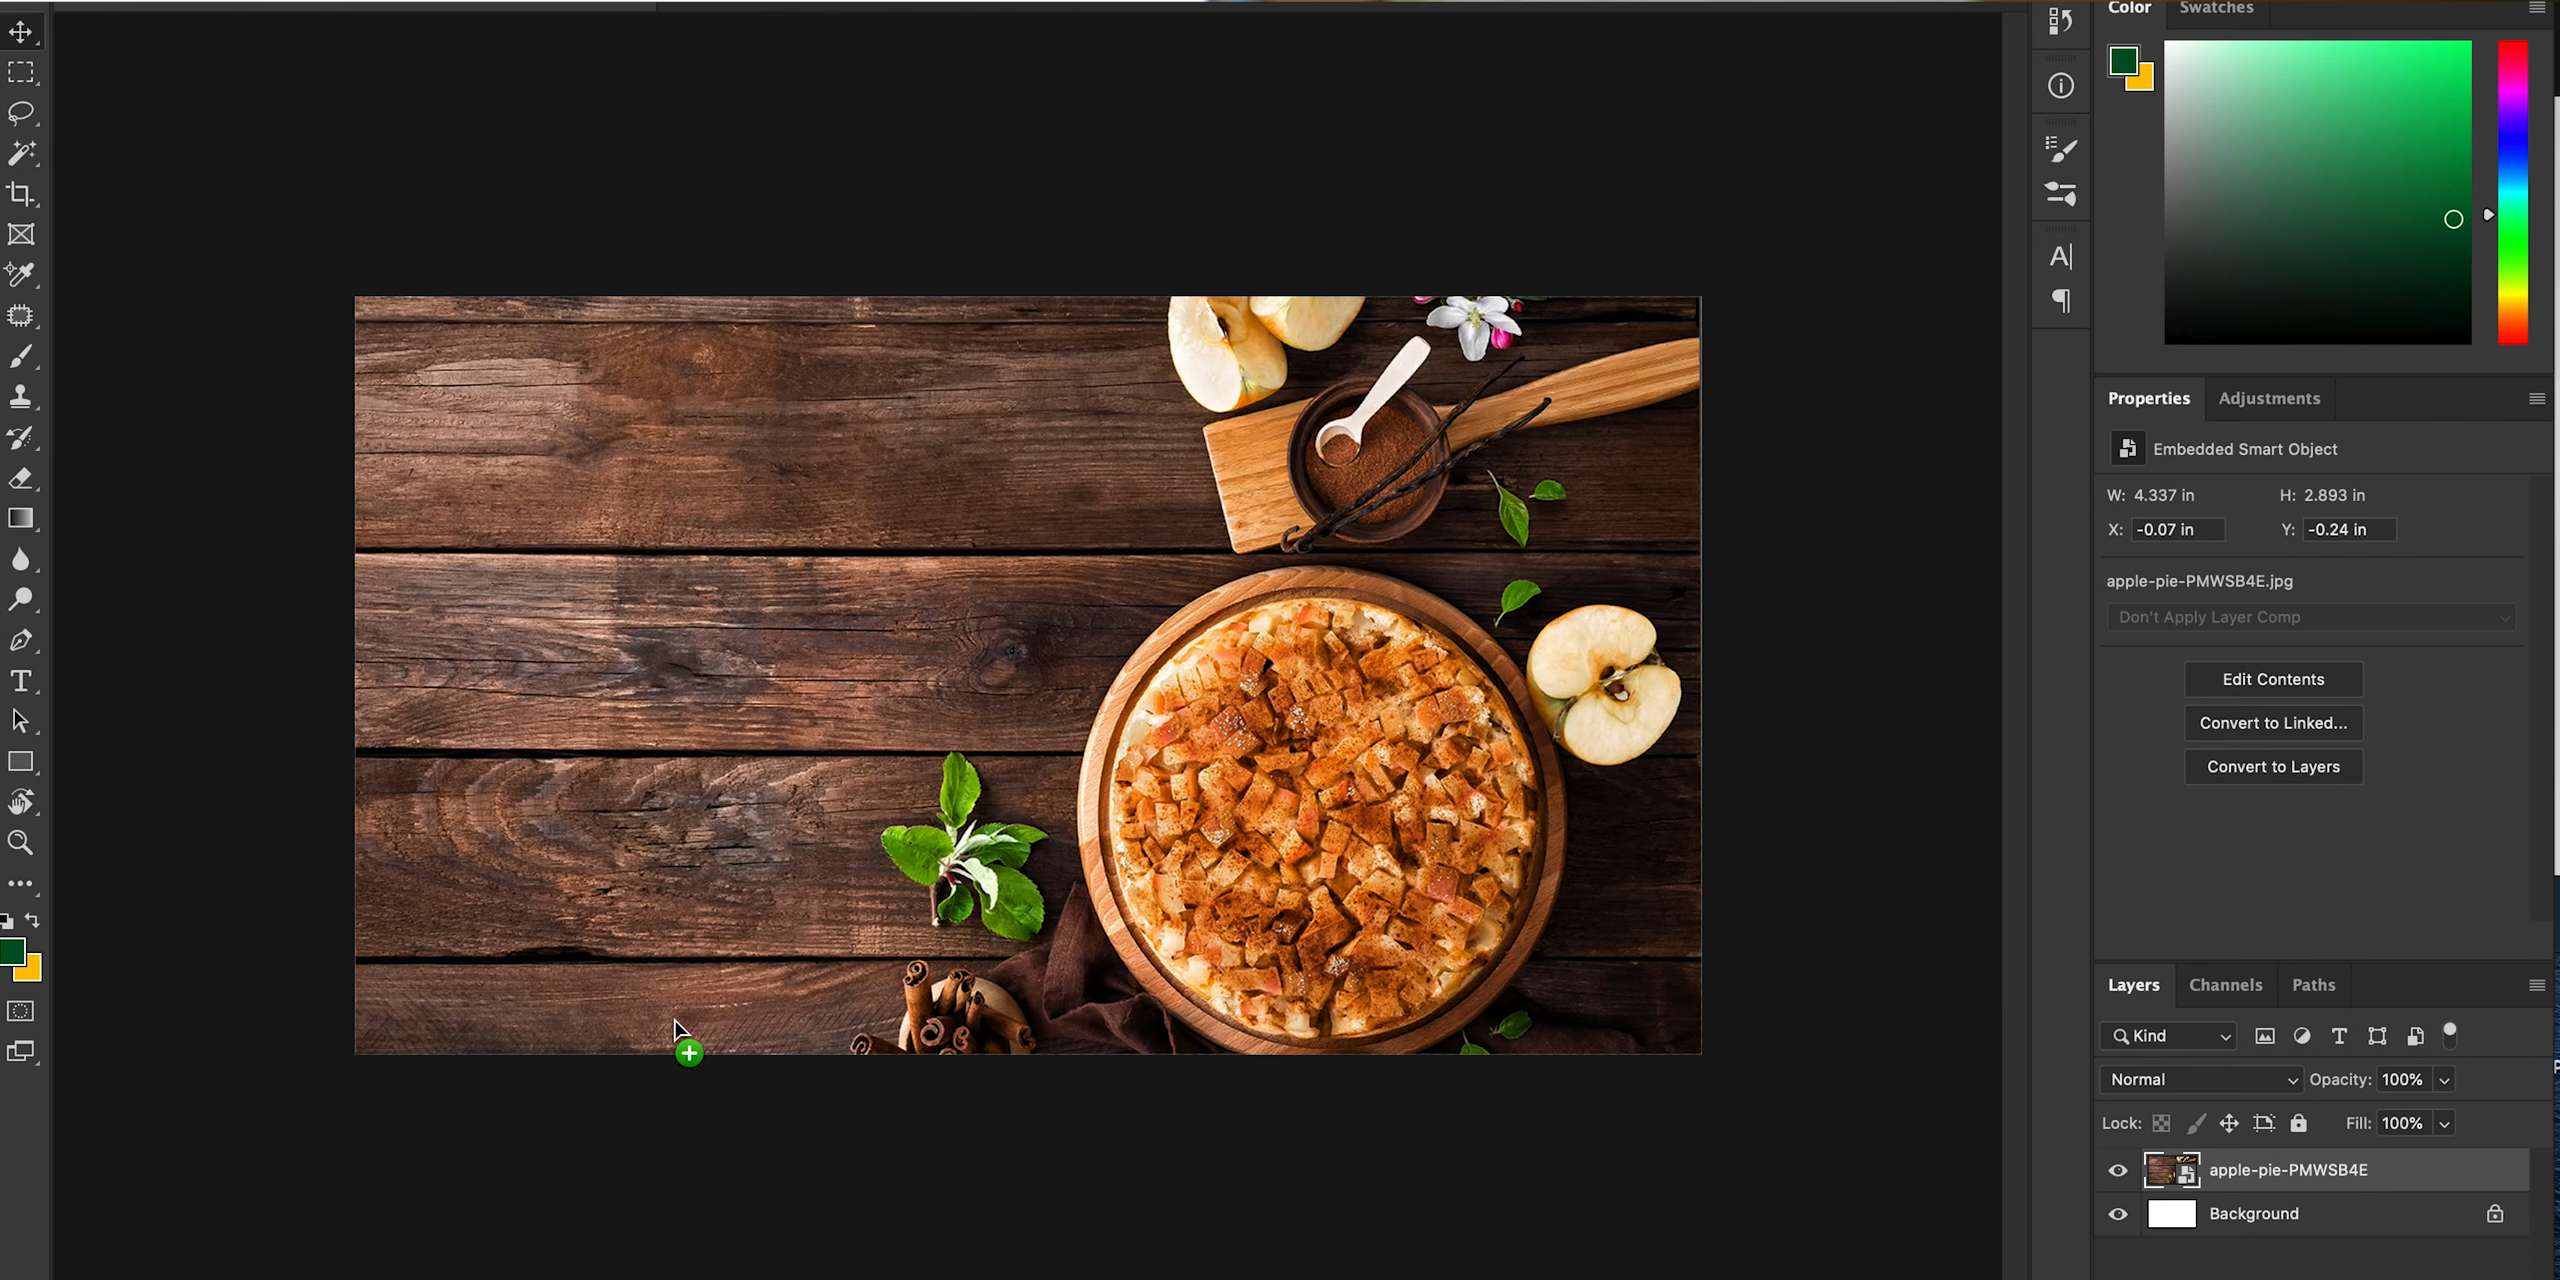 Color Swatches
A|
Properties Adjustments
Embedded Smart Object
W: 4.337 in H: 2.893 in
X: -0.07 in Y: -0.24 in
apple-pie-PMWSB4E.jpg
Don't Apply Layer Comp
Edit Contents
Convert to Linked...
Convert to Layers
Layers Channels Paths
Kind
Normal Opacity: 100%
Lock: Fill: 100%
apple-pie-PMWSB4E
Background